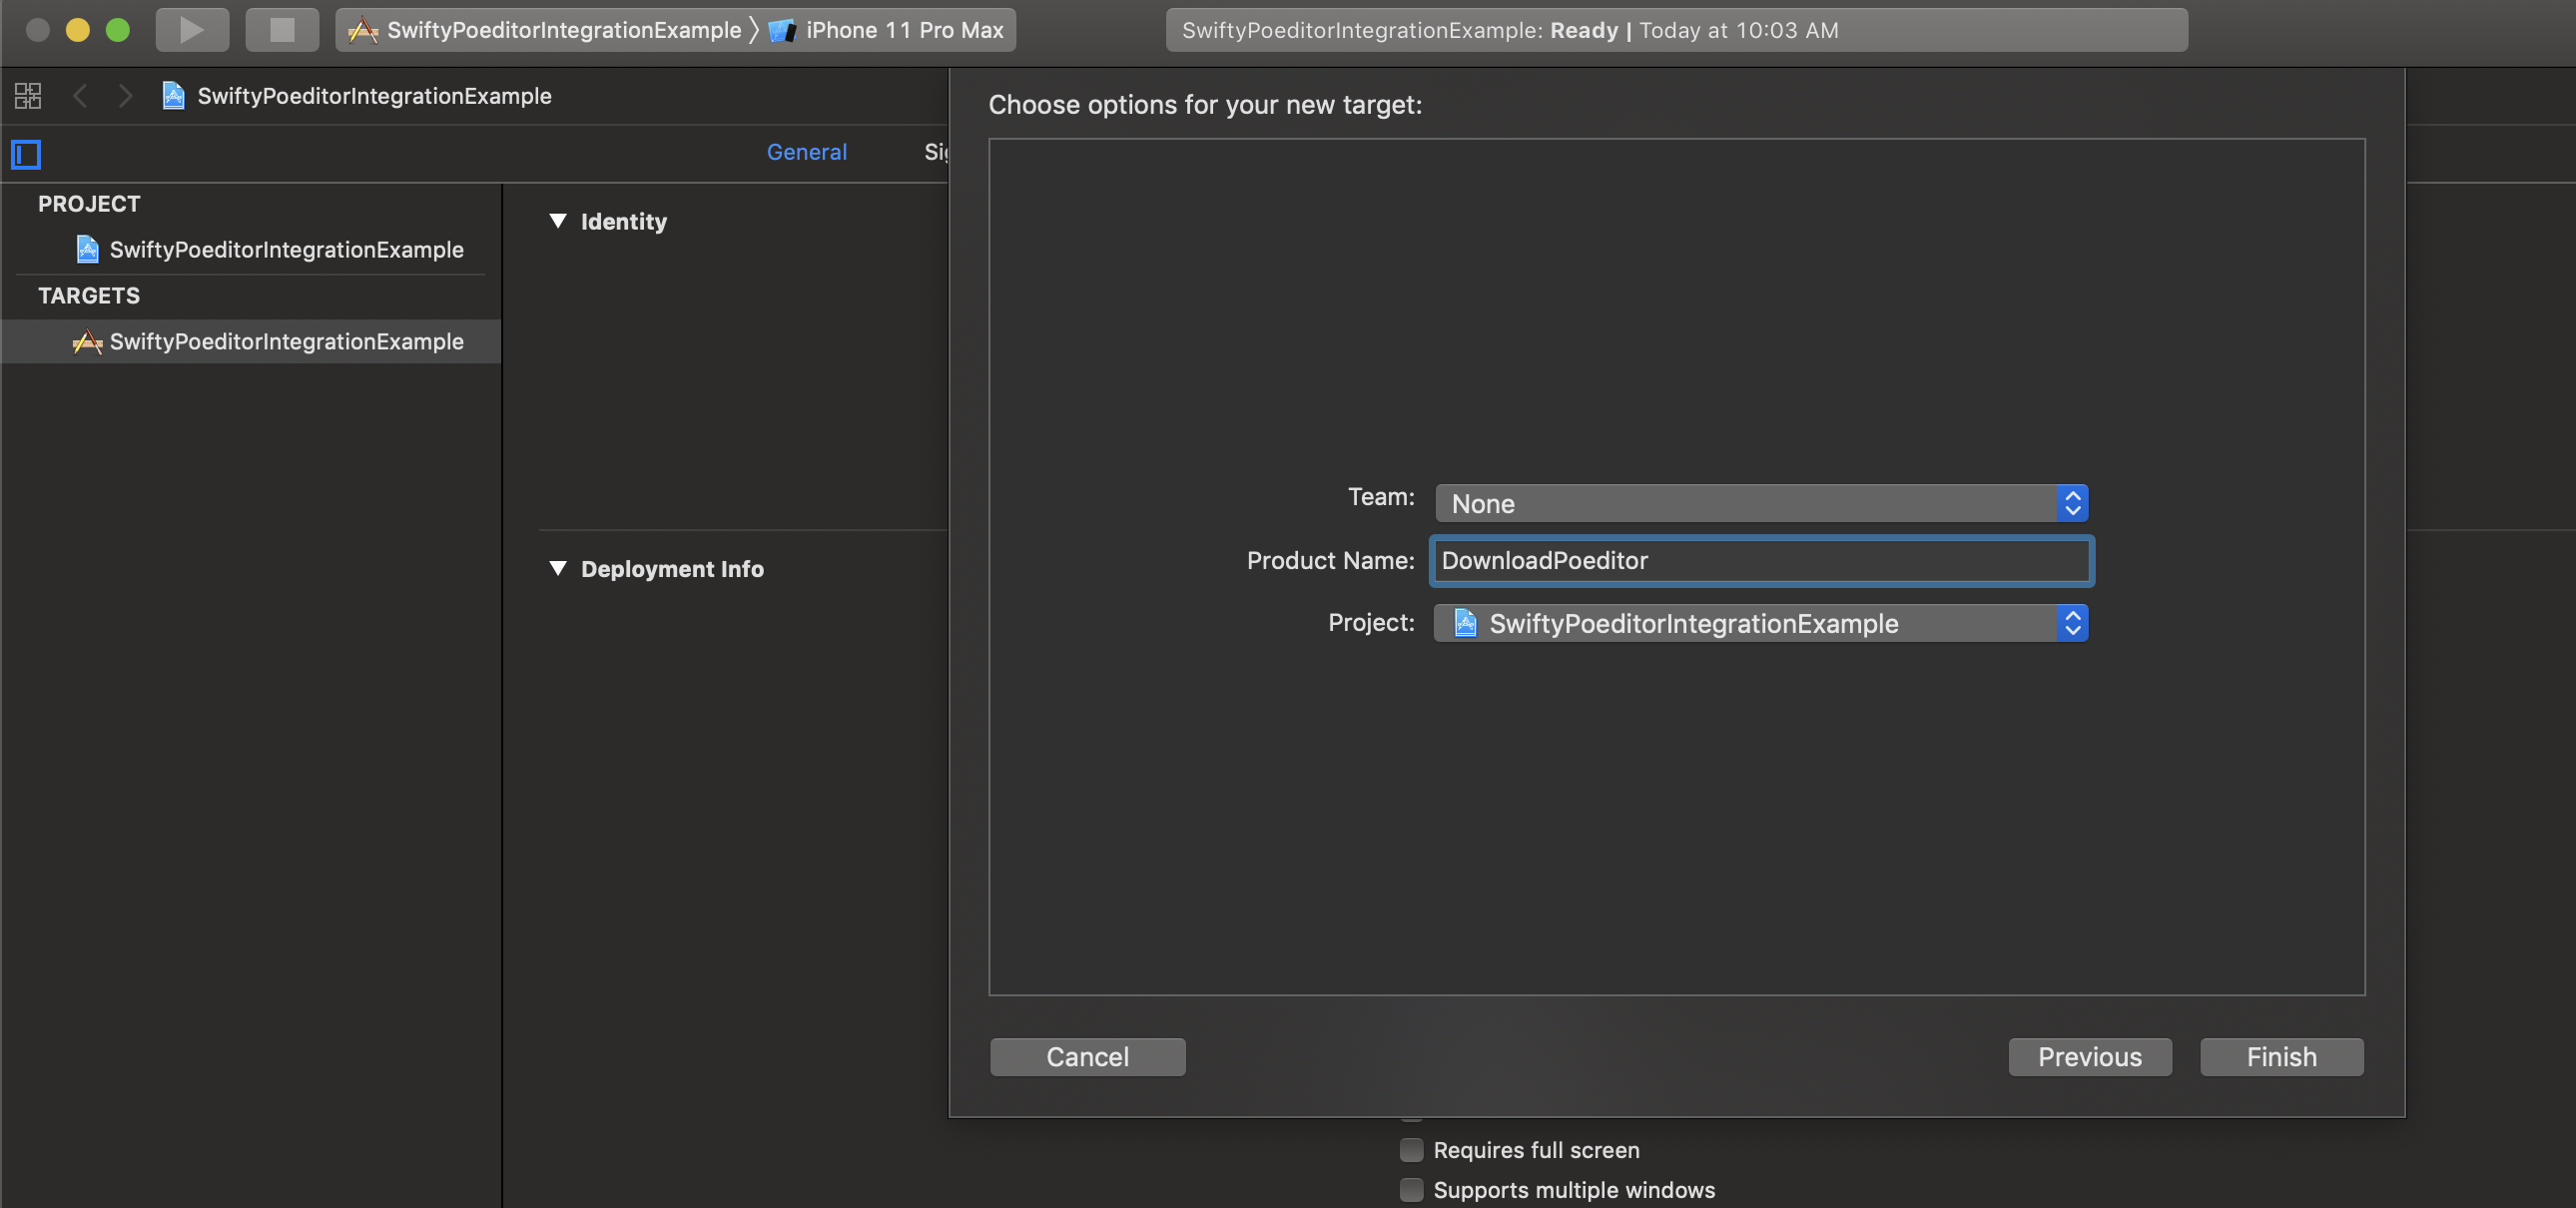 SwiftyPoeditorIntegrationExample
iPhone 11 Pro Max
SwiftyPoeditorIntegrationExample: Ready | Today at 10:03 AM
SwiftyPoeditorIntegrationExample
General
Choose options for your new target:
PROJECT
SwiftyPoeditorIntegrationExample
TARGETS
SwiftyPoeditorIntegrationExample
Identity
Deployment Info
Team: None
Product Name: DownloadPoeditor
Project: SwiftyPoeditorIntegrationExample
Cancel
Previous
Finish
Requires full screen
Supports multiple windows